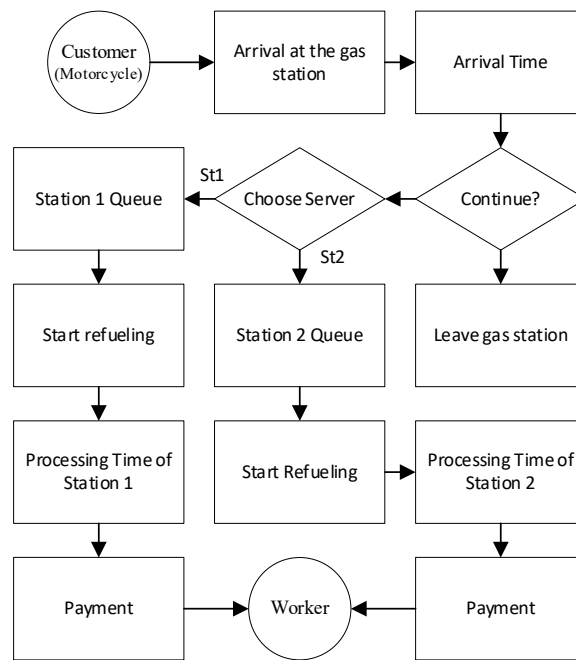 Customer
(Motorcycle)
Arrival at the gas
station
Arrival Time
St1
Station 1 Queue
Choose Server
Continue?
St2
Start refueling
Station 2 Queue
Leave gas station
Processing Time of
Station 1
Start Refueling
Processing Time of
Station 2
Payment
Worker
Payment